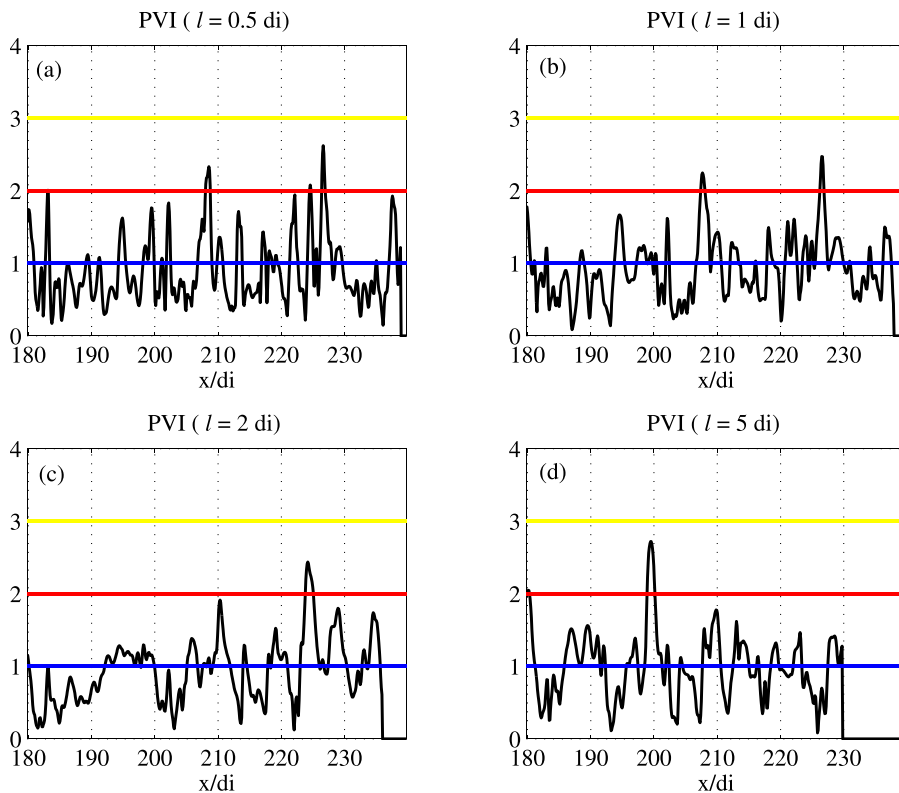 PVI ( l = 0.5 di)
(a)
4
3
2
1
0
180 190 200 210 220 230
x/di
PVI ( l = 1 di)
(b)
4
3
2
1
0
180 190 200 210 220 230
x/di
PVI ( l = 2 di)
(c)
4
3
2
1
0
180 190 200 210 220 230
x/di
PVI ( l = 5 di)
(d)
4
3
2
1
0
180 190 200 210 220 230
x/di